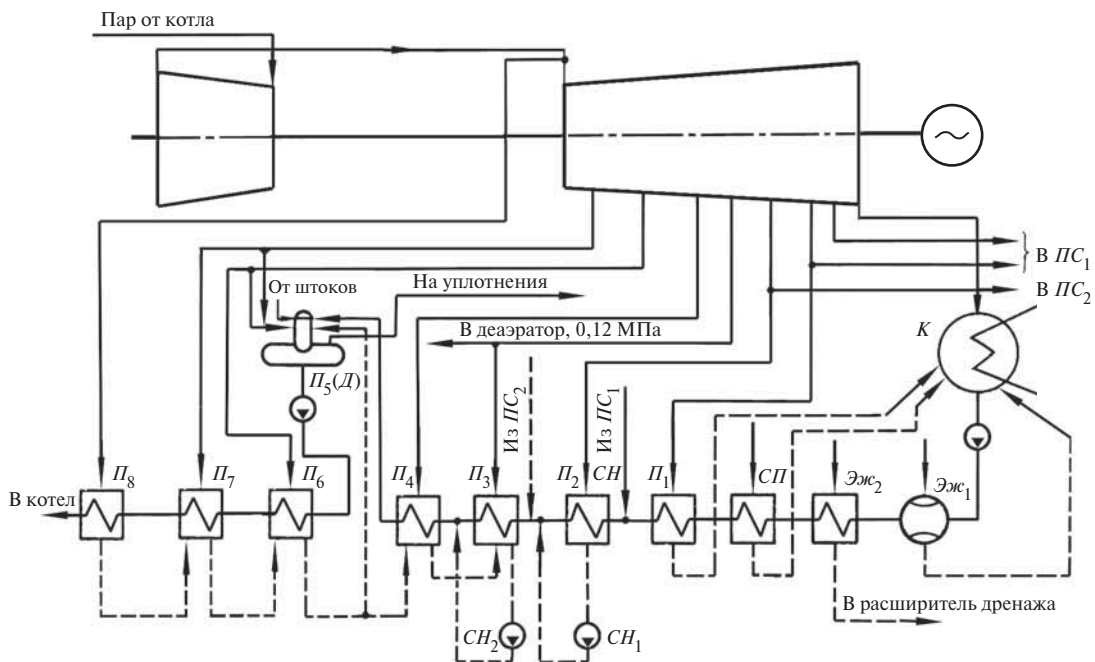 Пар от котла
В ПС1
В ПС2
К
На уплотнения
От штоков
В деаэратор, 0,12 МПа
П5(Д)
Из ПС2
Из ПС1
П8
П7
П6
П4
П3
П2
СН
П1
СП
Эж2
Эж1
В котел
В расширитель дренажа
СН2
СН1